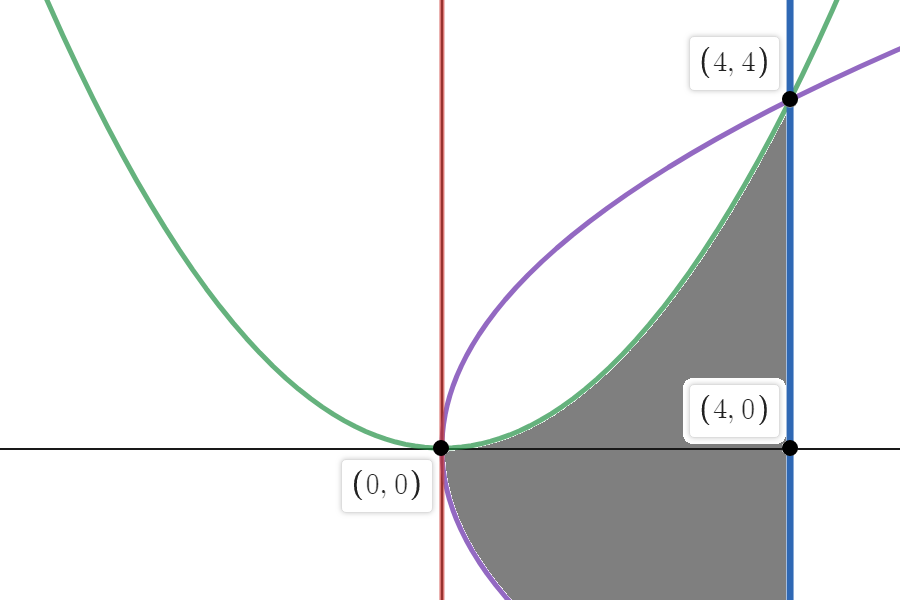 (4, 4)
(4, 0)
(0, 0)